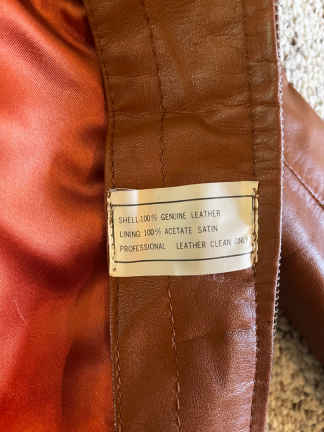 SHELL:100% GENUINE LEATHER
LINING:100% ACETATE SATIN
PROFESSIONAL LEATHER CLEAN ONLY